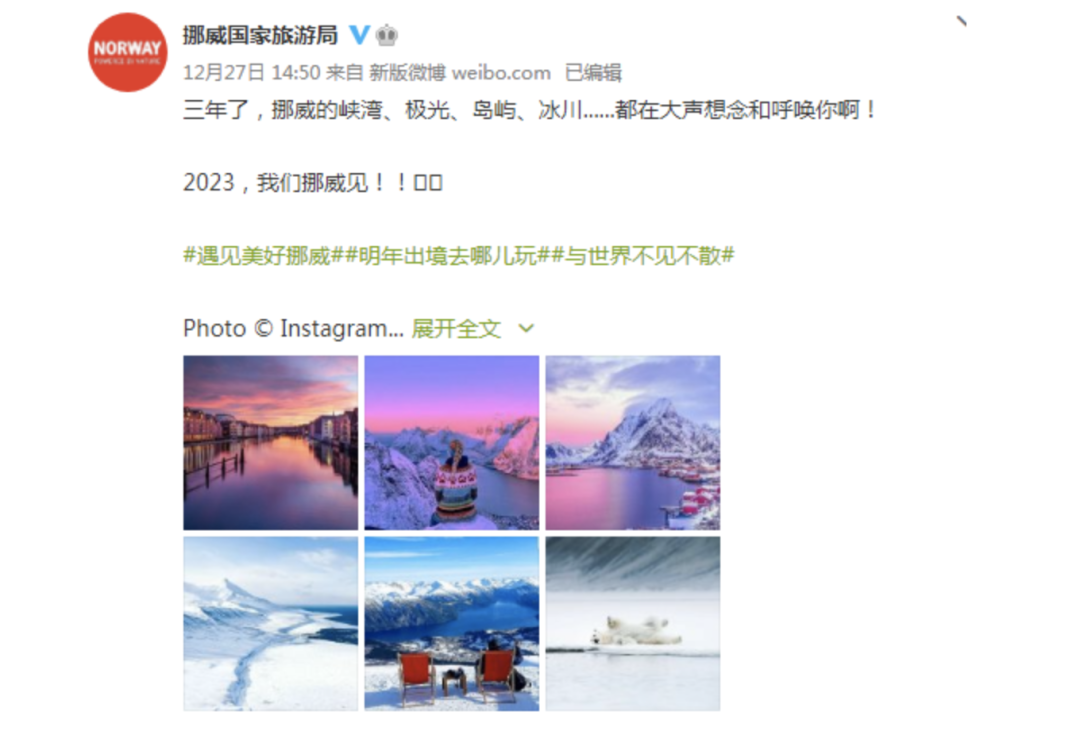 NORWAY
POWERED BY NATURE
挪威国家旅游局
12月27日 14:50 来自 新版微博 weibo.com 已编辑
三年了，挪威的峡湾、极光、岛屿、冰川......都在大声想念和呼唤你啊！
2023，我们挪威见！！
#遇见美好挪威##明年出境去哪儿玩##与世界不见不散#
Photo © Instagram... 展开全文